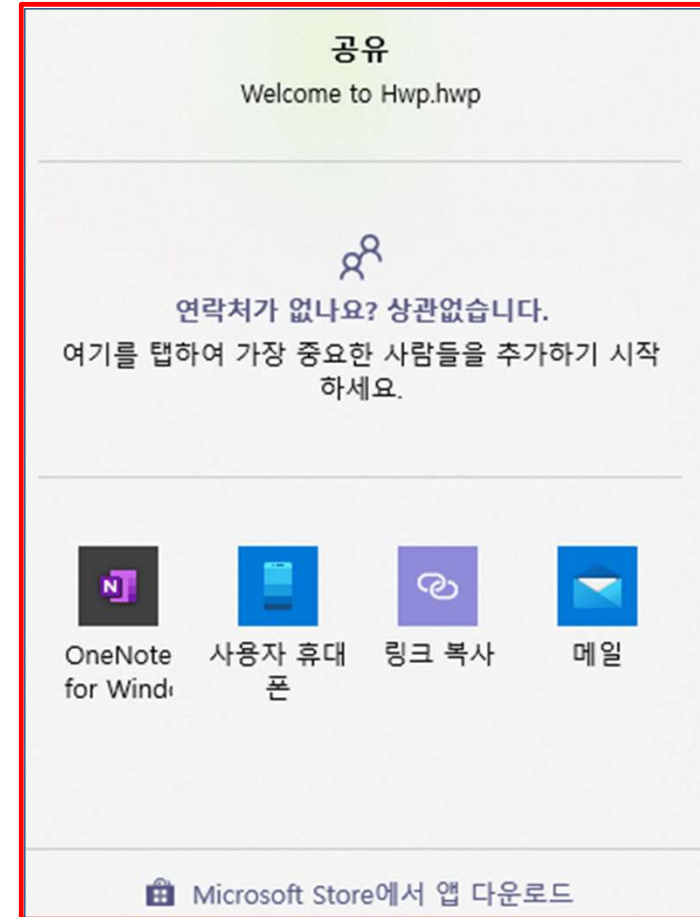 공유
Welcome to Hwp.hwp
연락처가 없나요? 상관없습니다.
여기를 탭하여 가장 중요한 사람들을 추가하기 시작
하세요.
N
OneNote 사용자 휴대 링크 복사 메일
for Wind 폰
Microsoft Store에서 앱 다운로드